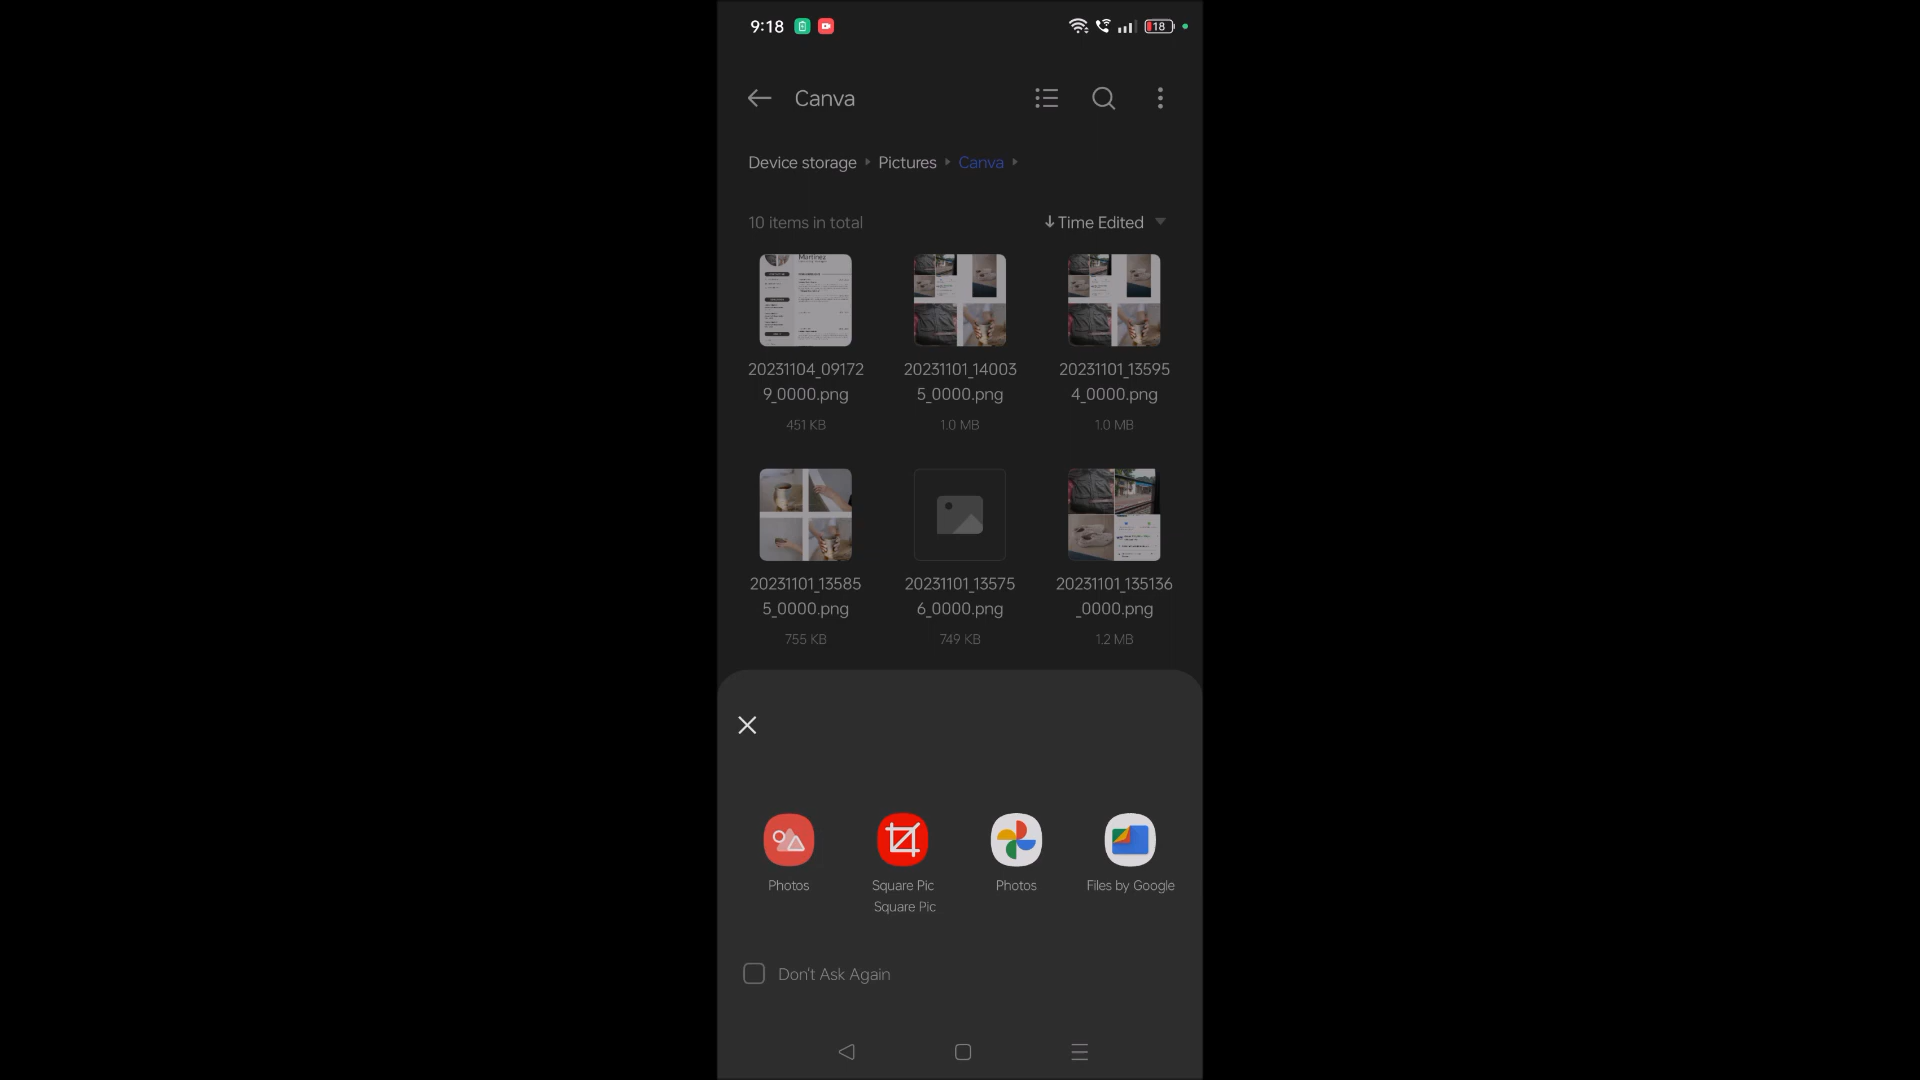 9:18
18
Canva
Device storage Pictures Canva
10 items in total
Time Edited
Martinez
20231104_09172
9_0000.png
451 KB
20231101_14003
5_0000.png
1.0 MB
20231101_13595
4_0000.png
1.0 MB
20231101_13585
5_0000.png
755 KB
20231101_13575
6_0000.png
749 KB
20231101_135136
_0000.png
1.2 MB
Photos
Square Pic
Square Pic
Photos
Files by Google
Don't Ask Again